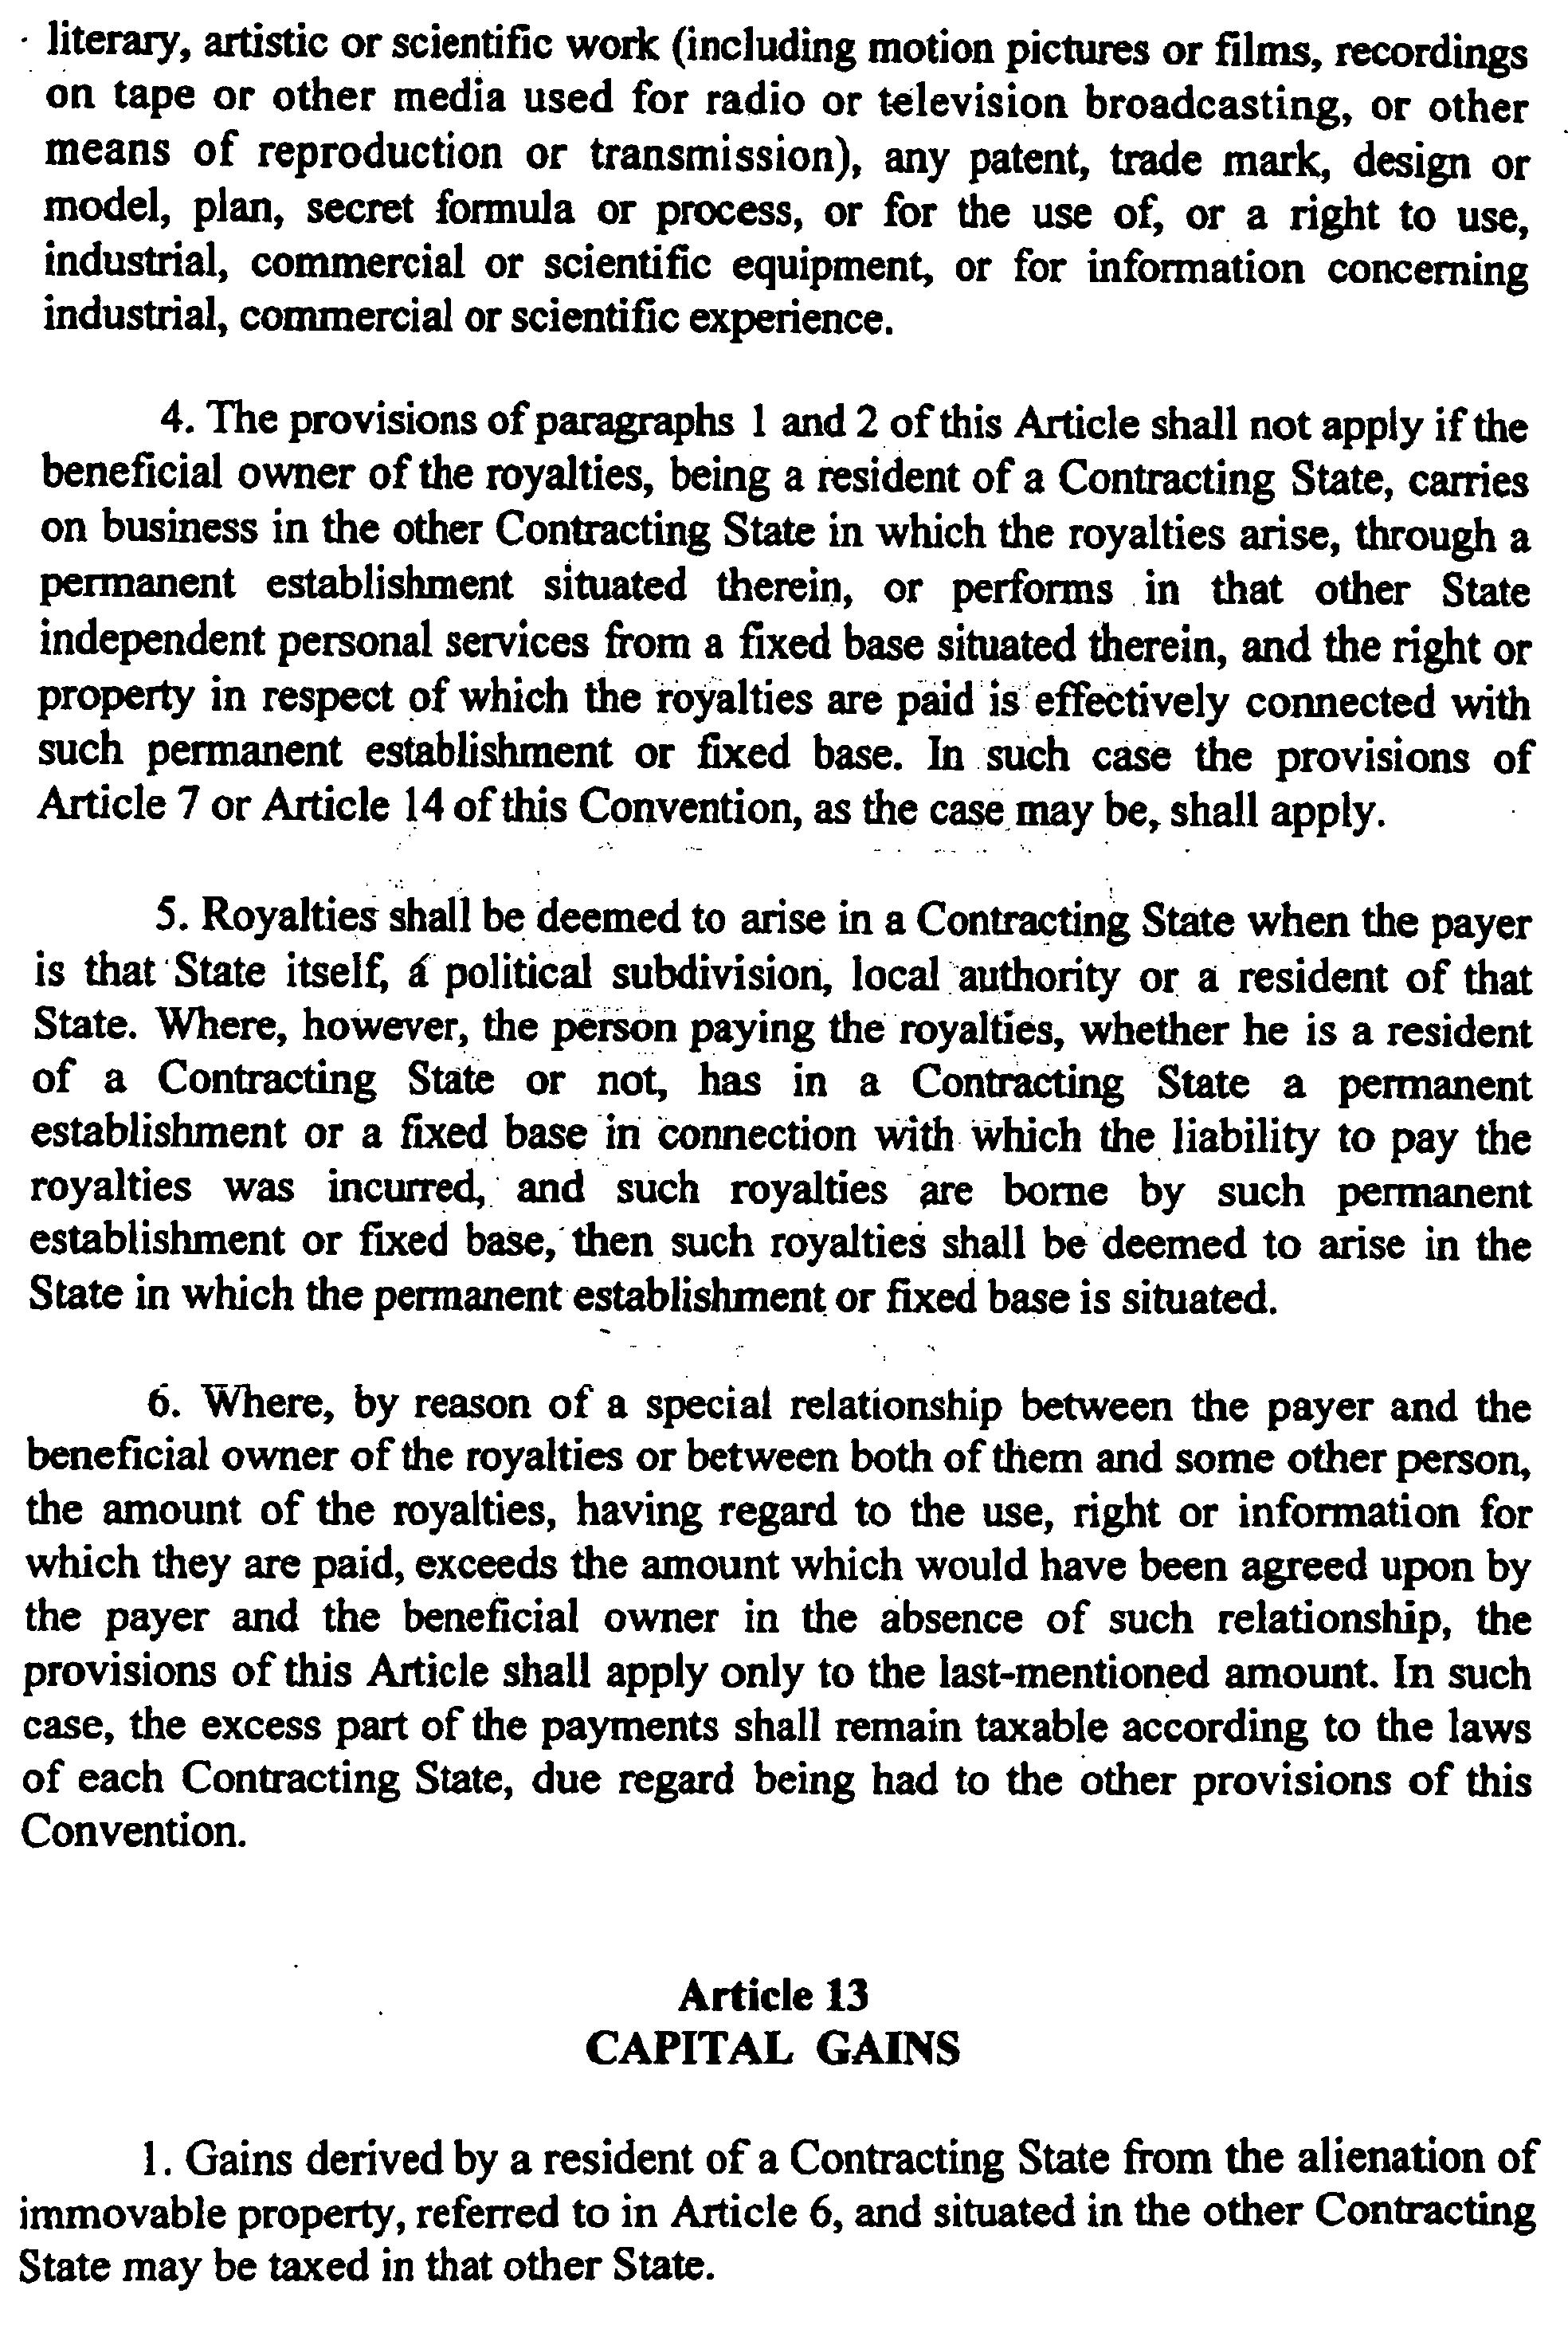 literary, artistic or scientific work (including motion pictures or films, recordings
on tape or other media used for radio or television broadcasting, or other
means of reproduction or transmission), any patent, trade mark, design or
model, plan, secret formula or process, or for the use of, or a right to use,
industrial, commercial or scientific equipment, or for information concerning
industrial, commercial or scientific experience.
4. The provisions of paragraphs 1 and 2 of this Article shall not apply if the
beneficial owner of the royalties, being a resident of a Contracting State, carries
on business in the other Contracting State in which the royalties arise, through a
permanent establishment situated therein, or performs in that other State
independent personal services from a fixed base situated therein, and the right or
property in respect of which the royalties are paid is effectively connected with
such permanent establishment or fixed base. In such case the provisions of
Article 7 or Article 14 of this Convention, as the case may be, shall apply.
5. Royalties shall be deemed to arise in a Contracting State when the payer
is that State itself, a political subdivision, local authority or a resident of that
State. Where, however, the person paying the royalties, whether he is a resident
of a Contracting State or not, has in a Contracting State a permanent
establishment or a fixed base in connection with which the liability to pay the
royalties was incurred, and such royalties are borne by such permanent
establishment or fixed base, then such royalties shall be deemed to arise in the
State in which the permanent establishment or fixed base is situated.
6. Where, by reason of a special relationship between the payer and the
beneficial owner of the royalties or between both of them and some other person,
the amount of the royalties, having regard to the use, right or information for
which they are paid, exceeds the amount which would have been agreed upon by
the payer and the beneficial owner in the absence of such relationship, the
provisions of this Article shall apply only to the last-mentioned amount. In such
case, the excess part of the payments shall remain taxable according to the laws
of each Contracting State, due regard being had to the other provisions of this
Convention.
Article 13
CAPITAL GAINS
1. Gains derived by a resident of a Contracting State from the alienation of
immovable property, referred to in Article 6, and situated in the other Contracting
State may be taxed in that other State.